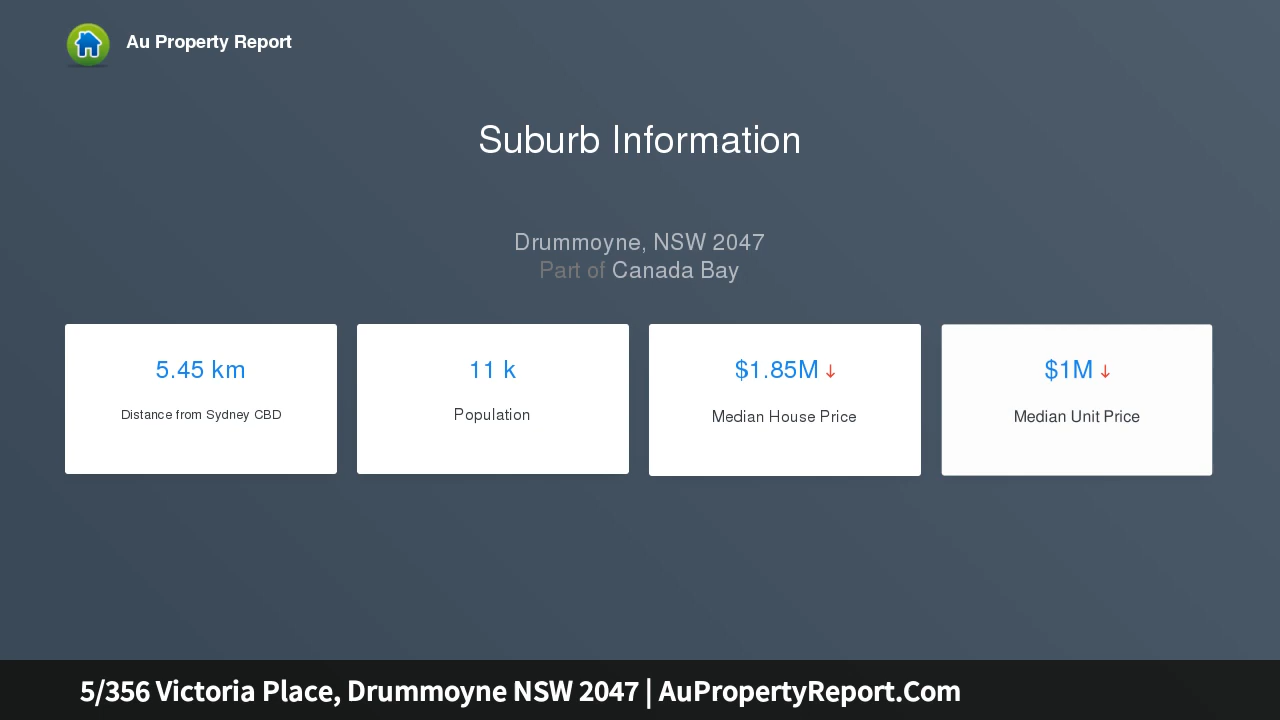 Au Property Report
Suburb Information
Drummoyne, NSW 2047
Part of Canada Bay
5.45 km
Distance from Sydney CBD
11 k
Population
$1.85M ↓
Median House Price
$1M ↓
Median Unit Price
5/356 Victoria Place, Drummoyne NSW 2047 | AuPropertyReport.Com